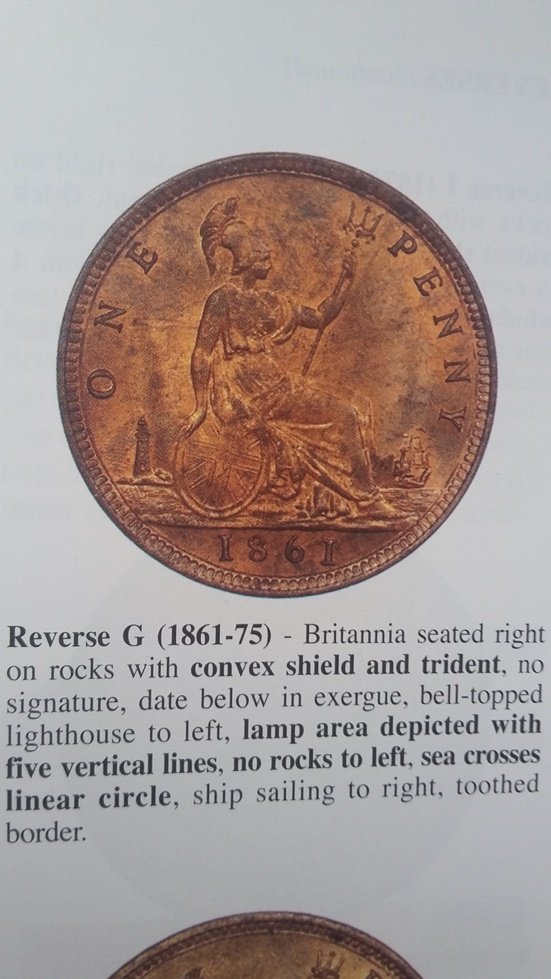 ONE PENNY
1861
Reverse G (1861-75) - Britannia seated right
on rocks with convex shield and trident, no
signature, date below in exergue, bell-topped
lighthouse to left, lamp area depicted with
five vertical lines, no rocks to left, sea crosses
linear circle, ship sailing to right, toothed
border.